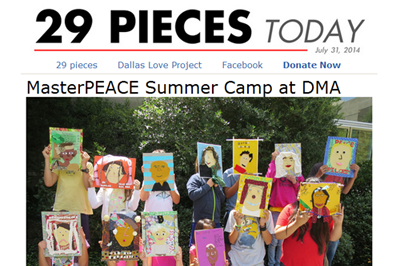 29 PIECES TODAY
July 31, 2014
29 pieces Dallas Love Project Facebook Donate Now
MasterPEACE Summer Camp at DMA